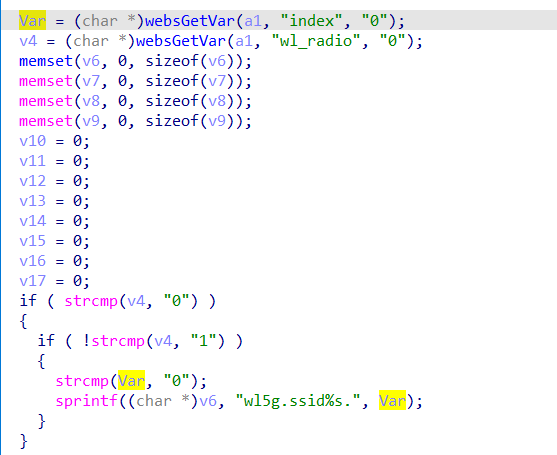 Var = (char *)websGetVar(a1, "index", "0");
v4 = (char *)websGetVar(a1, "wl_radio", "0");
memset(v6, 0, sizeof(v6));
memset(v7, 0, sizeof(v7));
memset(v8, 0, sizeof(v8));
memset(v9, 0, sizeof(v9));
v10 = 0;
v11 = 0;
v12 = 0;
v13 = 0;
v14 = 0;
v15 = 0;
v16 = 0;
v17 = 0;
if ( strcmp(v4, "0") )
{
if ( !strcmp(v4, "1") )
{
strcmp(Var, "0");
sprintf((char *)v6, "wl5g.ssid%s.", Var);
}
}